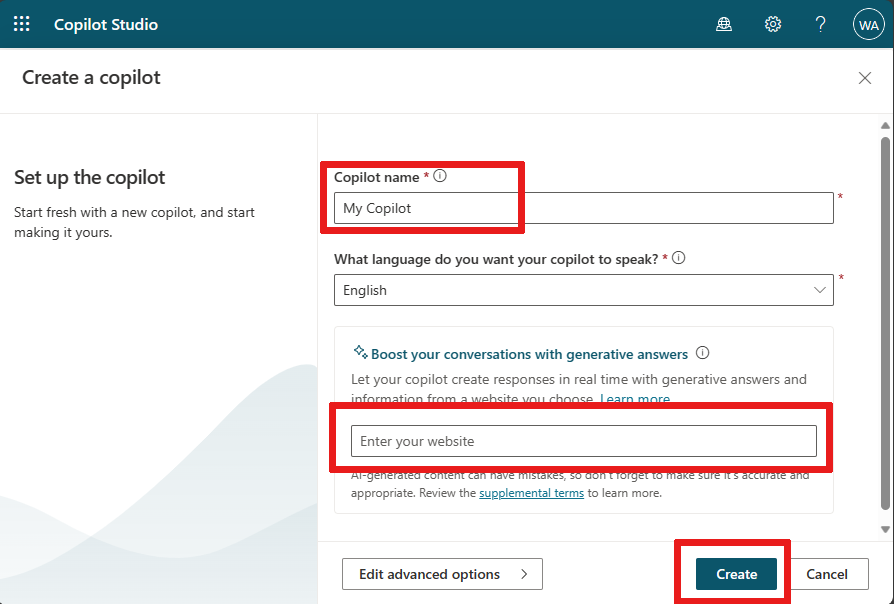 Copilot Studio
?
WA
Create a copilot
Set up the copilot
Start fresh with a new copilot, and start
making it yours.
Copilot name *
My Copilot
*
What language do you want your copilot to speak? *
English
*
Boost your conversations with generative answers
Let your copilot create responses in real time with generative answers and
information from a website you choose. Learn more
Enter your website
AI-generated content can have mistakes, so don't forget to make sure it's accurate and
appropriate. Review the supplemental terms to learn more.
Edit advanced options
Create
Cancel